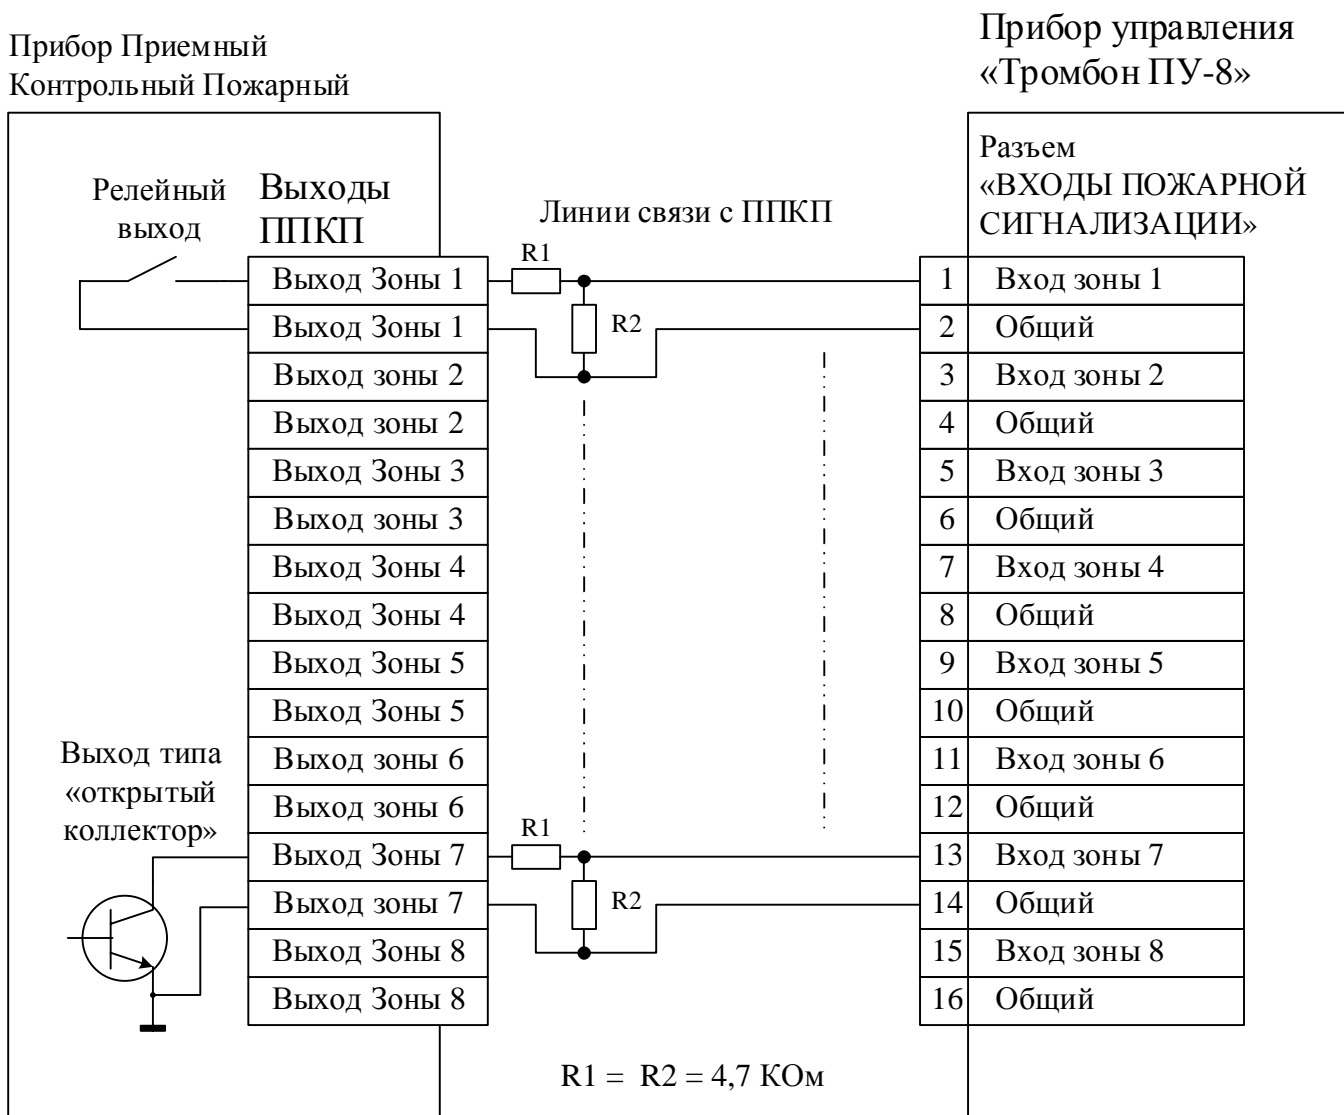 Прибор Приемный
Контрольный Пожарный
Прибор управления
«Тромбон ПУ-8»
Релейный
выход
Выходы
ППКП
Линии связи с ППКП
Разъем
«ВХОДЫ ПОЖАРНОЙ
СИГНАЛИЗАЦИИ»
R1
Выход Зоны 1
1 Вход зоны 1
Выход Зоны 1
R2
2 Общий
Выход зоны 2
3 Вход зоны 2
Выход зоны 2
4 Общий
Выход Зоны 3
5 Вход зоны 3
Выход зоны 3
6 Общий
Выход Зоны 4
7 Вход зоны 4
Выход Зоны 4
8 Общий
Выход Зоны 5
9 Вход зоны 5
Выход Зоны 5
10 Общий
Выход зоны 6
11 Вход зоны 6
Выход зоны 6
12 Общий
Выход типа
«открытый
коллектор»
R1
Выход Зоны 7
13 Вход зоны 7
Выход зоны 7
R2
14 Общий
Выход Зоны 8
15 Вход зоны 8
Выход Зоны 8
16 Общий
R1 = R2 = 4,7 КОм